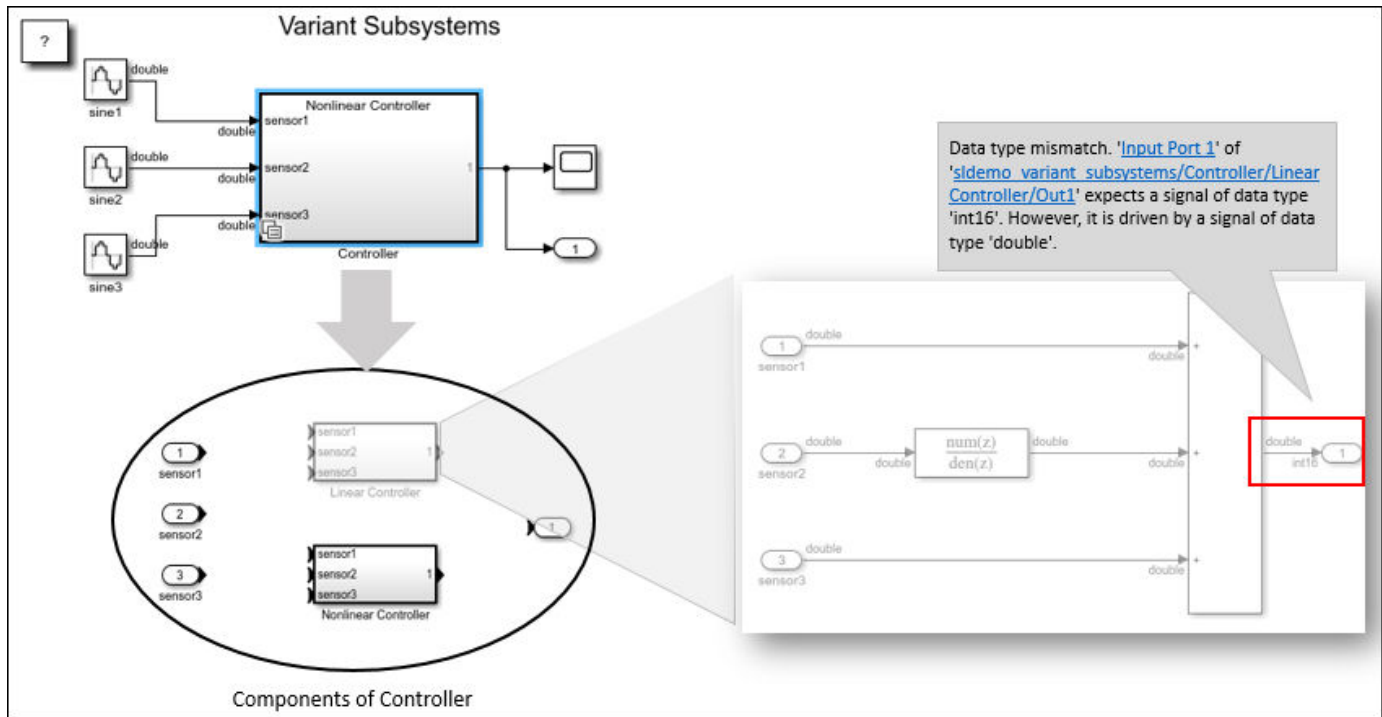 Variant Subsystems
?
double
sine1
double
sine2
double
sine3
double
double
double
Nonlinear Controller
sensor1
sensor2
sensor3
1
Controller
1
Data type mismatch. 'Input Port 1' of
'sldemo_variant_subsystems/Controller/Linear
Controller/Out1' expects a signal of data type
'int16'. However, it is driven by a signal of data
type 'double'.
1
sensor1
2
sensor2
3
sensor3
sensor1
sensor2
sensor3
1
Linear Controller
sensor1
sensor2
sensor3
1
Nonlinear Controller
1
Components of Controller
1
sensor1
double
double
+
2
sensor2
double
double
num(z)
den(z)
double
double
+
3
sensor3
double
double
+
double
int16
1